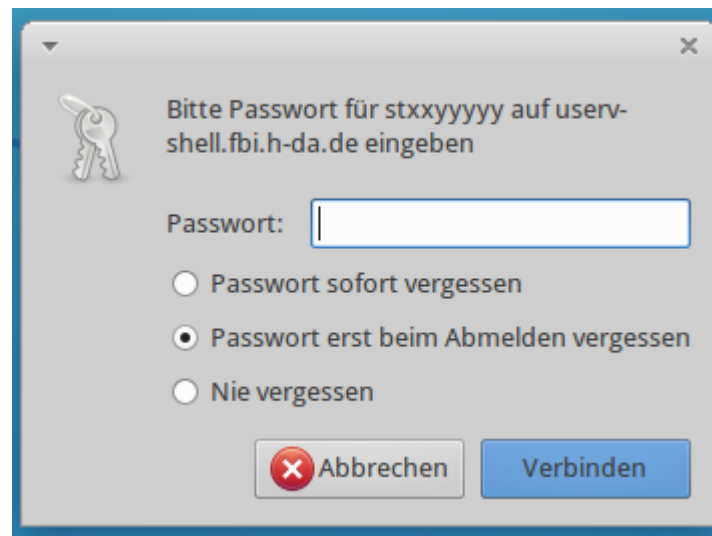 Bitte Passwort für stxxyyyyy auf userv-
shell.fbi.h-da.de eingeben
Passwort:
Passwort sofort vergessen
Passwort erst beim Abmelden vergessen
Nie vergessen
Abbrechen
Verbinden